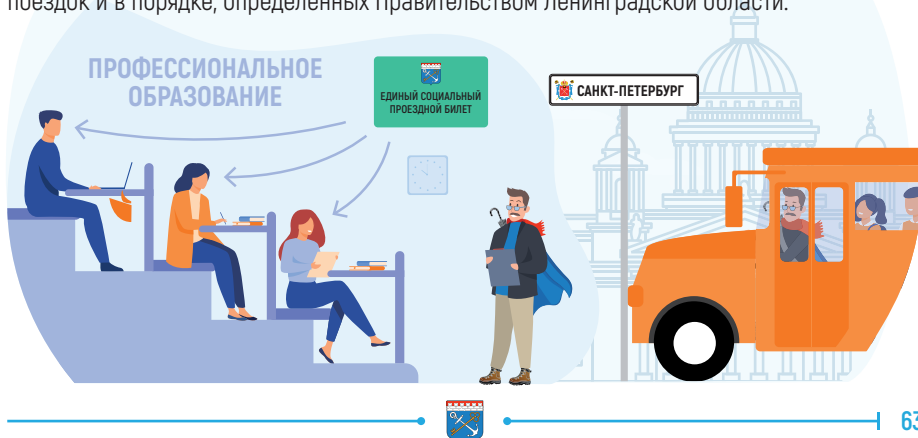 поездок и в порядке, определенных Правительством Ленинградской области.
ПРОФЕССИОНАЛЬНОЕ
ОБРАЗОВАНИЕ
ЕДИНЫЙ СОЦИАЛЬНЫЙ
ПРОЕЗДНОЙ БИЛЕТ
САНКТ-ПЕТЕРБУРГ
63